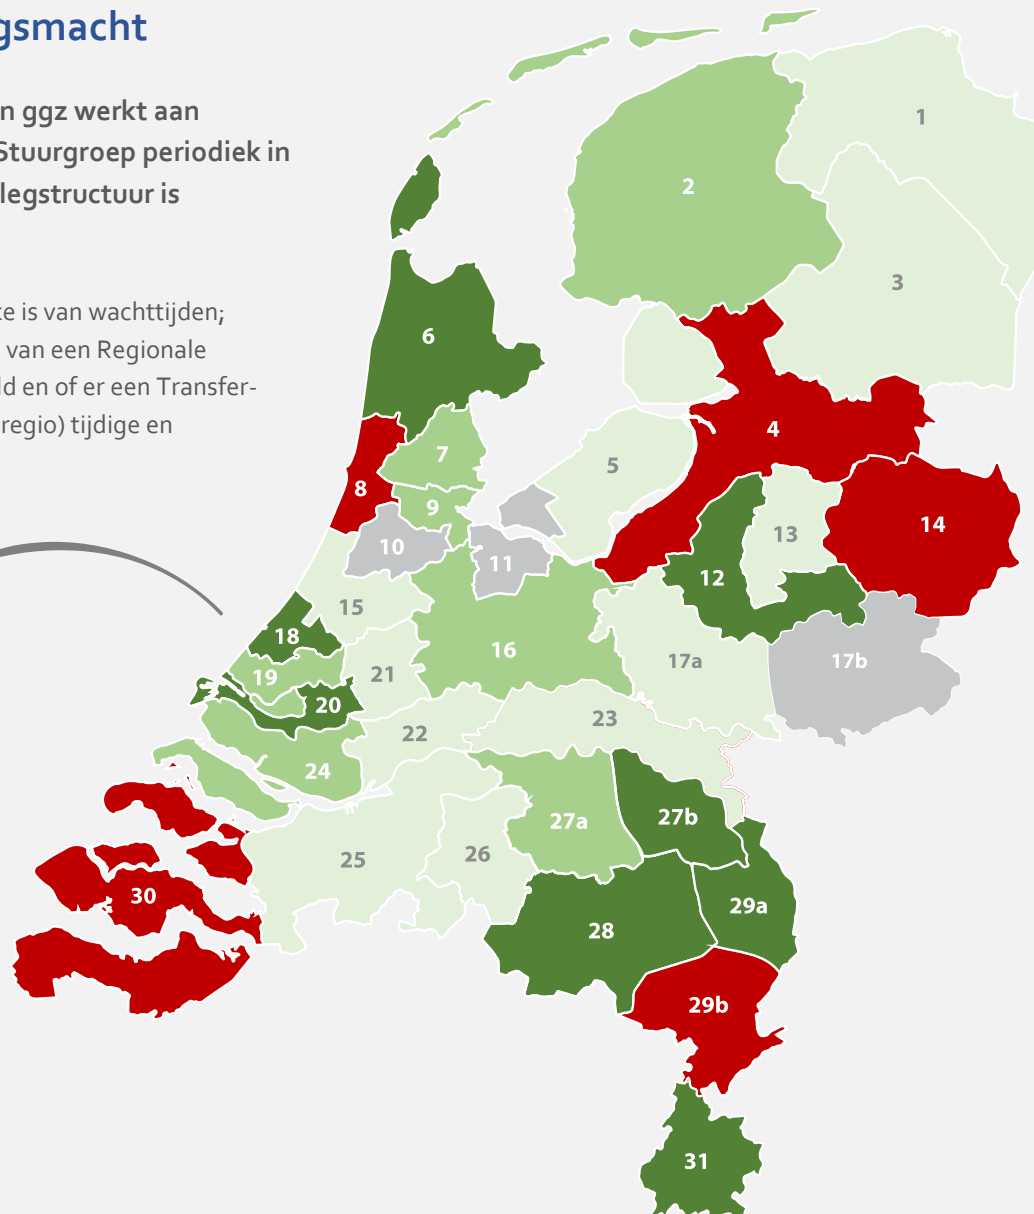 gsmacht
n ggz werkt aan
Stuurgroep periodiek in
legstructuur is
ke is van wachttijden;
van een Regionale
ld en of er een Transfer-
regio) tijdige en
1
2
3
4
5
6
7
8
9
10
11
12
13
14
15
16
17a
17b
18
19
20
21
22
23
24
25
26
27a
27b
28
29a
29b
30
31